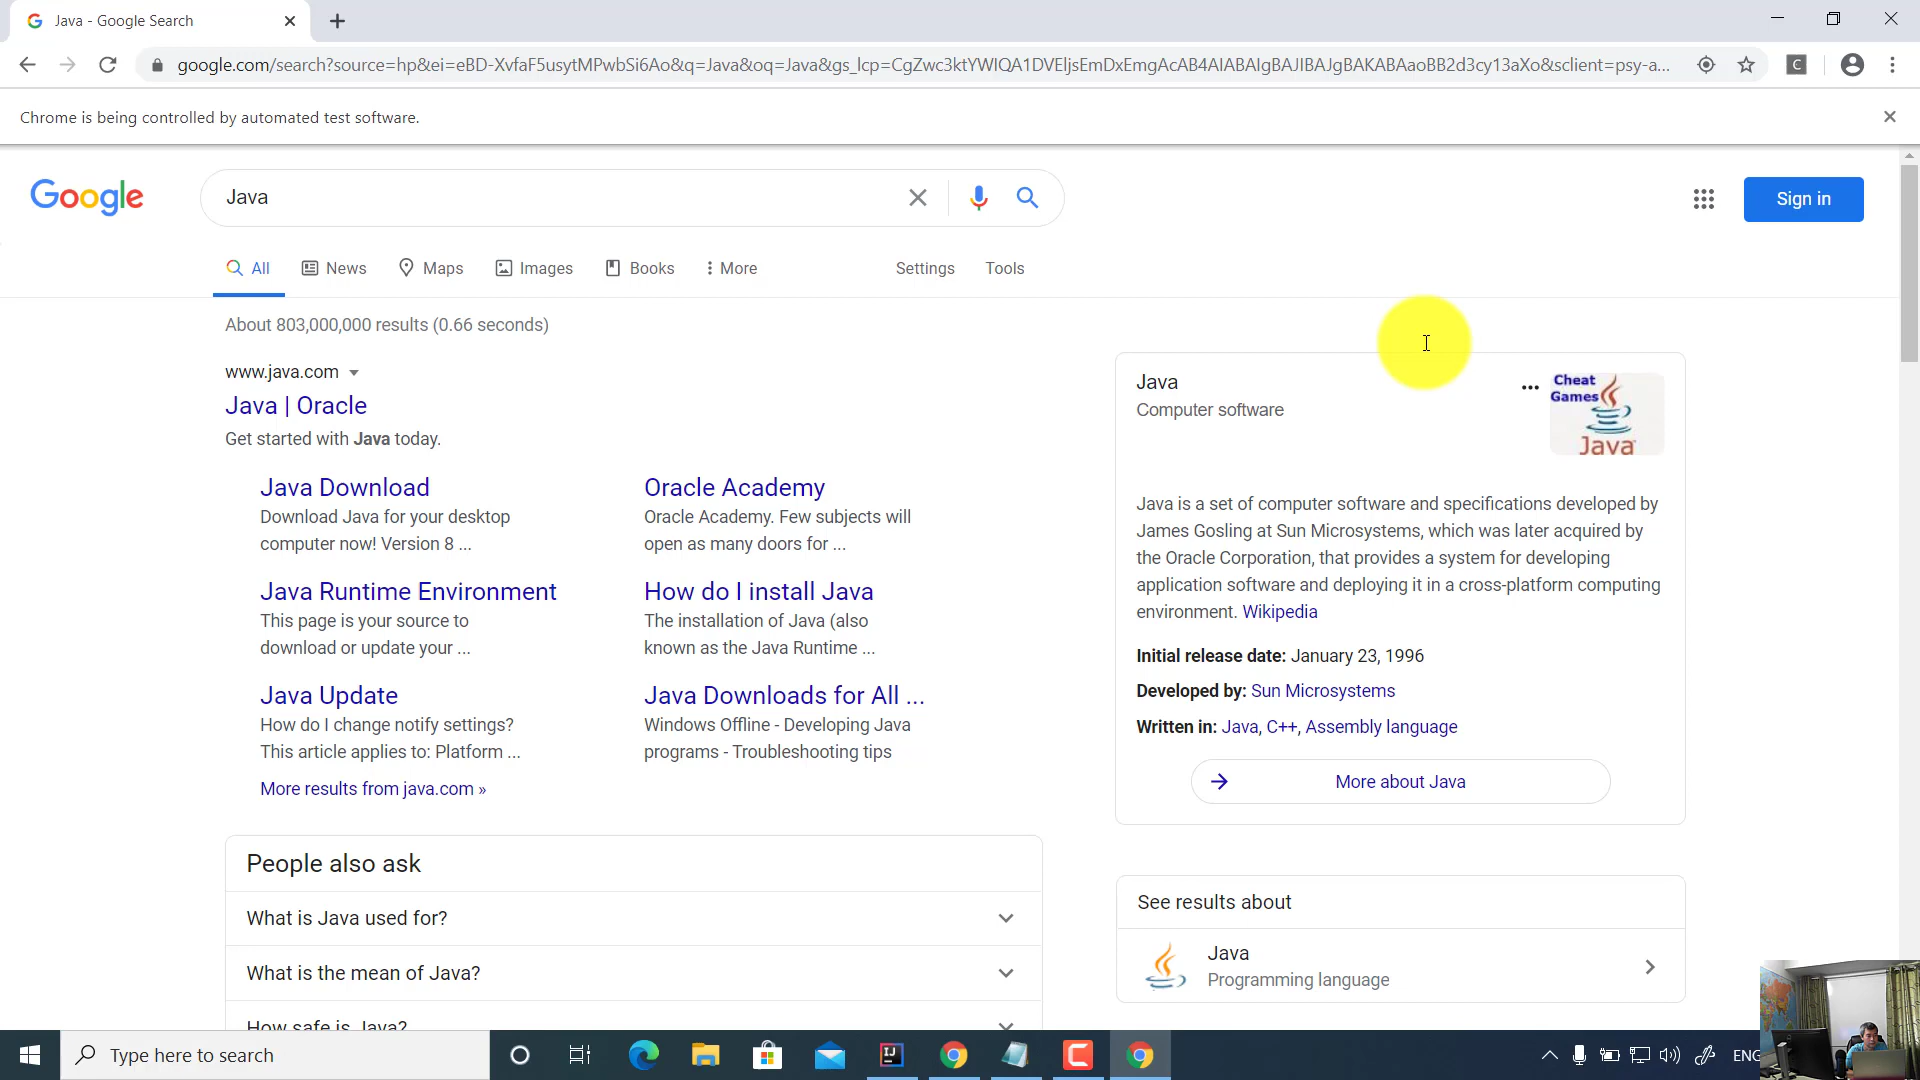 Java - Google Search
google.com/search?source=hp&ei=eBD-XvfaF5usytMPwbSi6Ao&q=Java&oq=Java&gs_lcp=CgZwc3ktYWIQA1DVEljsEmDxEmgAcAB4AIABAIgBAJIBAJgBAKABAaoBB2d3cy13aXo&sclient=psy-a...
C
Chrome is being controlled by automated test software.
Google
Java
Sign in
All
News
Maps
Images
Books
More
Settings
Tools
About 803,000,000 results (0.66 seconds)
www.java.com
Java | Oracle
Get started with Java today.
Java Download
Download Java for your desktop
computer now! Version 8 ...
Oracle Academy
Oracle Academy. Few subjects will
open as many doors for ...
Java Runtime Environment
This page is your source to
download or update your ...
How do I install Java
The installation of Java (also
known as the Java Runtime ...
Java Update
How do I change notify settings?
This article applies to: Platform ...
Java Downloads for All ...
Windows Offline - Developing Java
programs - Troubleshooting tips
More results from java.com »
People also ask
What is Java used for?
What is the mean of Java?
How safe is Java?
Java
Computer software
Cheat
Games
Java
Java is a set of computer software and specifications developed by
James Gosling at Sun Microsystems, which was later acquired by
the Oracle Corporation, that provides a system for developing
application software and deploying it in a cross-platform computing
environment. Wikipedia
Initial release date: January 23, 1996
Developed by: Sun Microsystems
Written in: Java, C++, Assembly language
More about Java
See results about
Java
Programming language
Type here to search
IJ
ENG